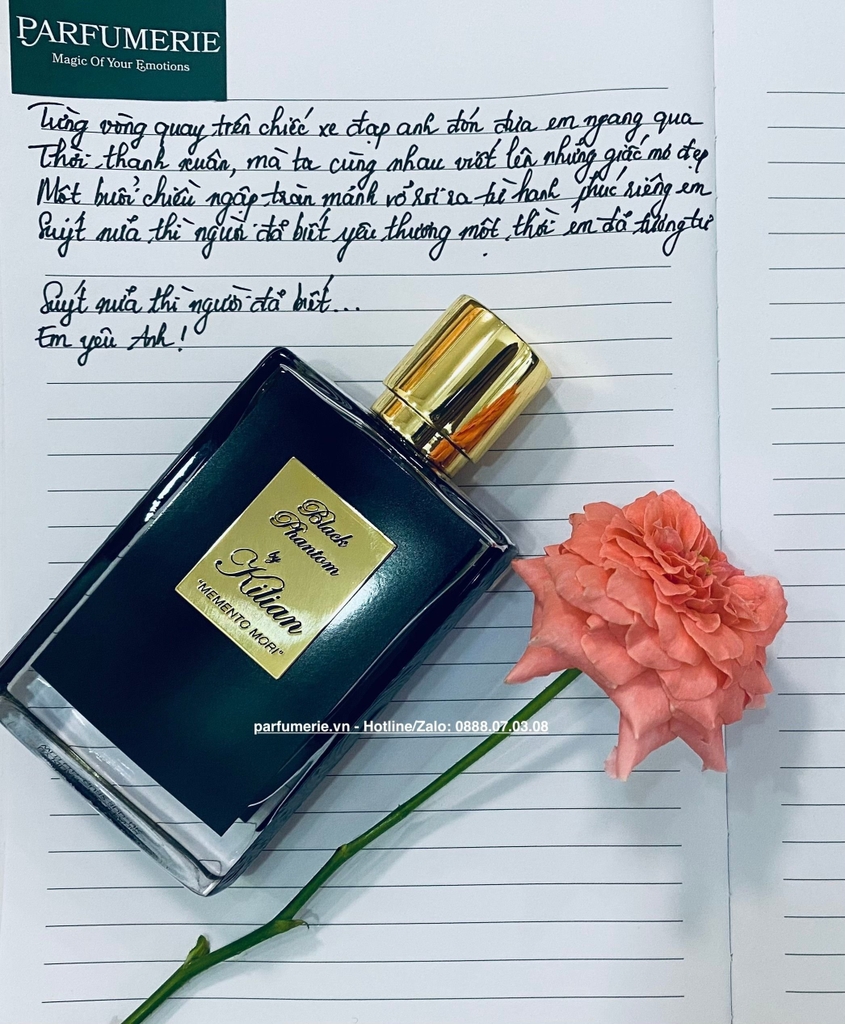 PARFUMERIE
Magic Of Your Emotions
Từng vòng quay trên chiếc xe đạp anh đón đưa em ngang qua
Thời thanh xuân, mà ta cùng nhau viết lên những giấc mơ đẹp
Một buổi chiều ngập tràn mảnh vỡ rơi ra từ hạnh phúc riêng em
Suýt nữa thì người đã biết yêu thương một thời em đã tương tư
Suýt nữa thì người đã biết...
Em yêu Anh!
Black
Phantom
by
Kilian
"MEMENTO MORI"
parfumerie.vn - Hotline/Zalo: 0888.07.03.08